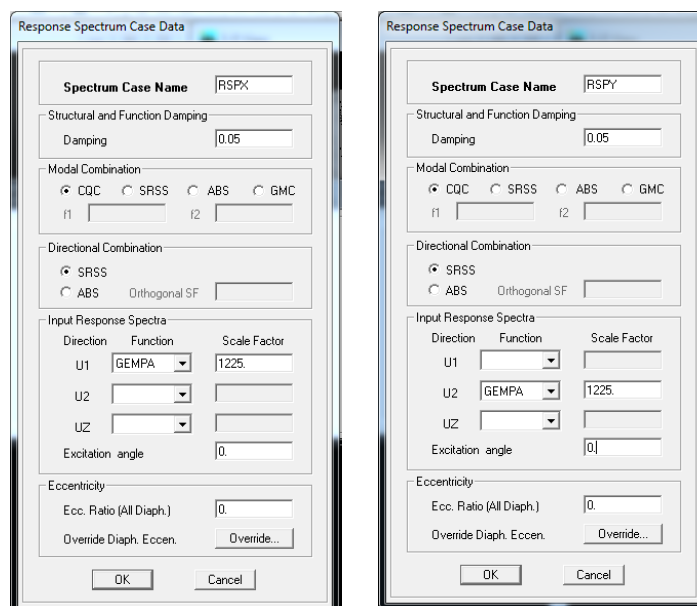 Response Spectrum Case Data
Spectrum Case Name RSPX
Structural and Function Damping
Damping 0.05
Modal Combination
CQC SRSS ABS GMC
f1 f2
Directional Combination
SRSS
ABS Orthogonal SF
Input Response Spectra
Direction Function Scale Factor
U1 GEMPA 1225.
U2
UZ
Excitation angle 0.
Eccentricity
Ecc. Ratio (All Diaph.) 0.
Override Diaph. Eccen. Override...
OK Cancel
Response Spectrum Case Data
Spectrum Case Name RSPY
Structural and Function Damping
Damping 0.05
Modal Combination
CQC SRSS ABS GMC
f1 f2
Directional Combination
SRSS
ABS Orthogonal SF
Input Response Spectra
Direction Function Scale Factor
U1
U2 GEMPA 1225.
UZ
Excitation angle 0.
Eccentricity
Ecc. Ratio (All Diaph.) 0.
Override Diaph. Eccen. Override...
OK Cancel